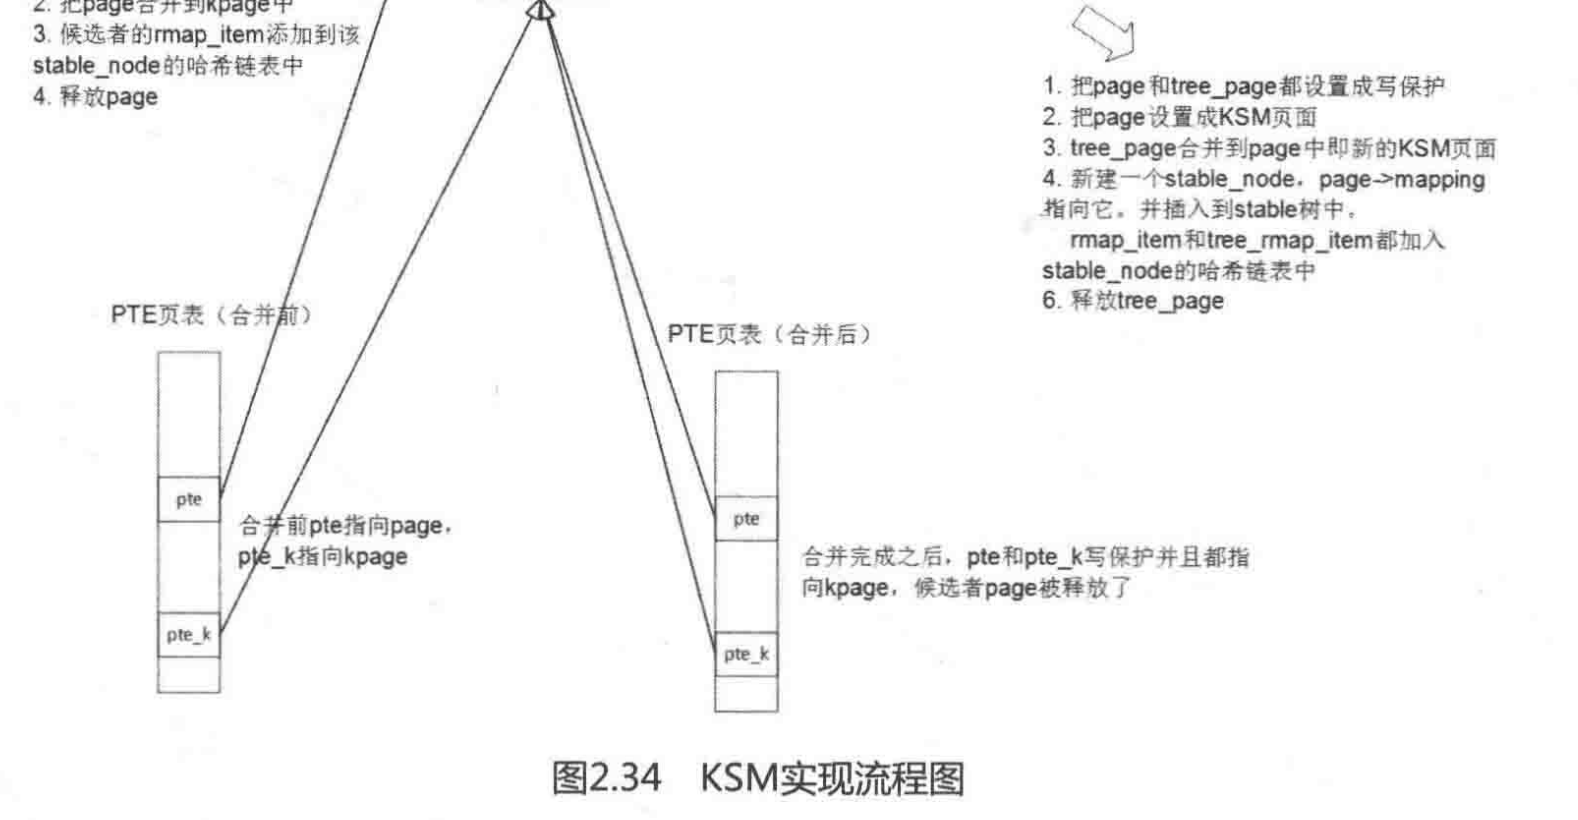 2. 把page合并到kpage中
3. 候选者的rmap_item添加到该
stable_node的哈希链表中
4. 释放page
1. 把page和tree_page都设置成写保护
2. 把page设置成KSM页面
3. tree_page合并到page中即新的KSM页面
4. 新建一个stable_node，page->mapping
指向它，并插入到stable树中，
rmap_item和tree_rmap_item都加入
stable_node的哈希链表中
6. 释放tree_page
PTE页表（合并前）
pte
合并前pte指向page，
pte_k指向kpage
pte_k
PTE页表（合并后）
pte
合并完成之后，pte和pte_k写保护并且都指
向kpage，候选者page被释放了
pte_k
图2.34 KSM实现流程图